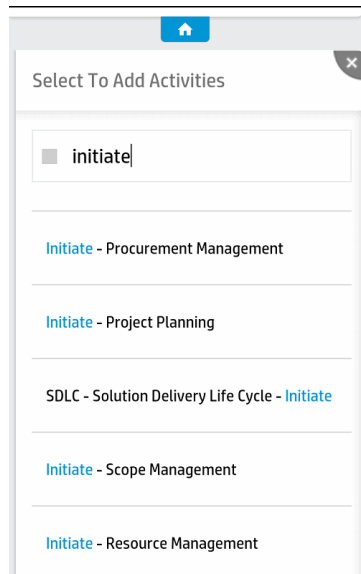 Select To Add Activities
initiate
Initiate - Procurement Management
Initiate - Project Planning
SDLC - Solution Delivery Life Cycle - Initiate
Initiate - Scope Management
Initiate - Resource Management